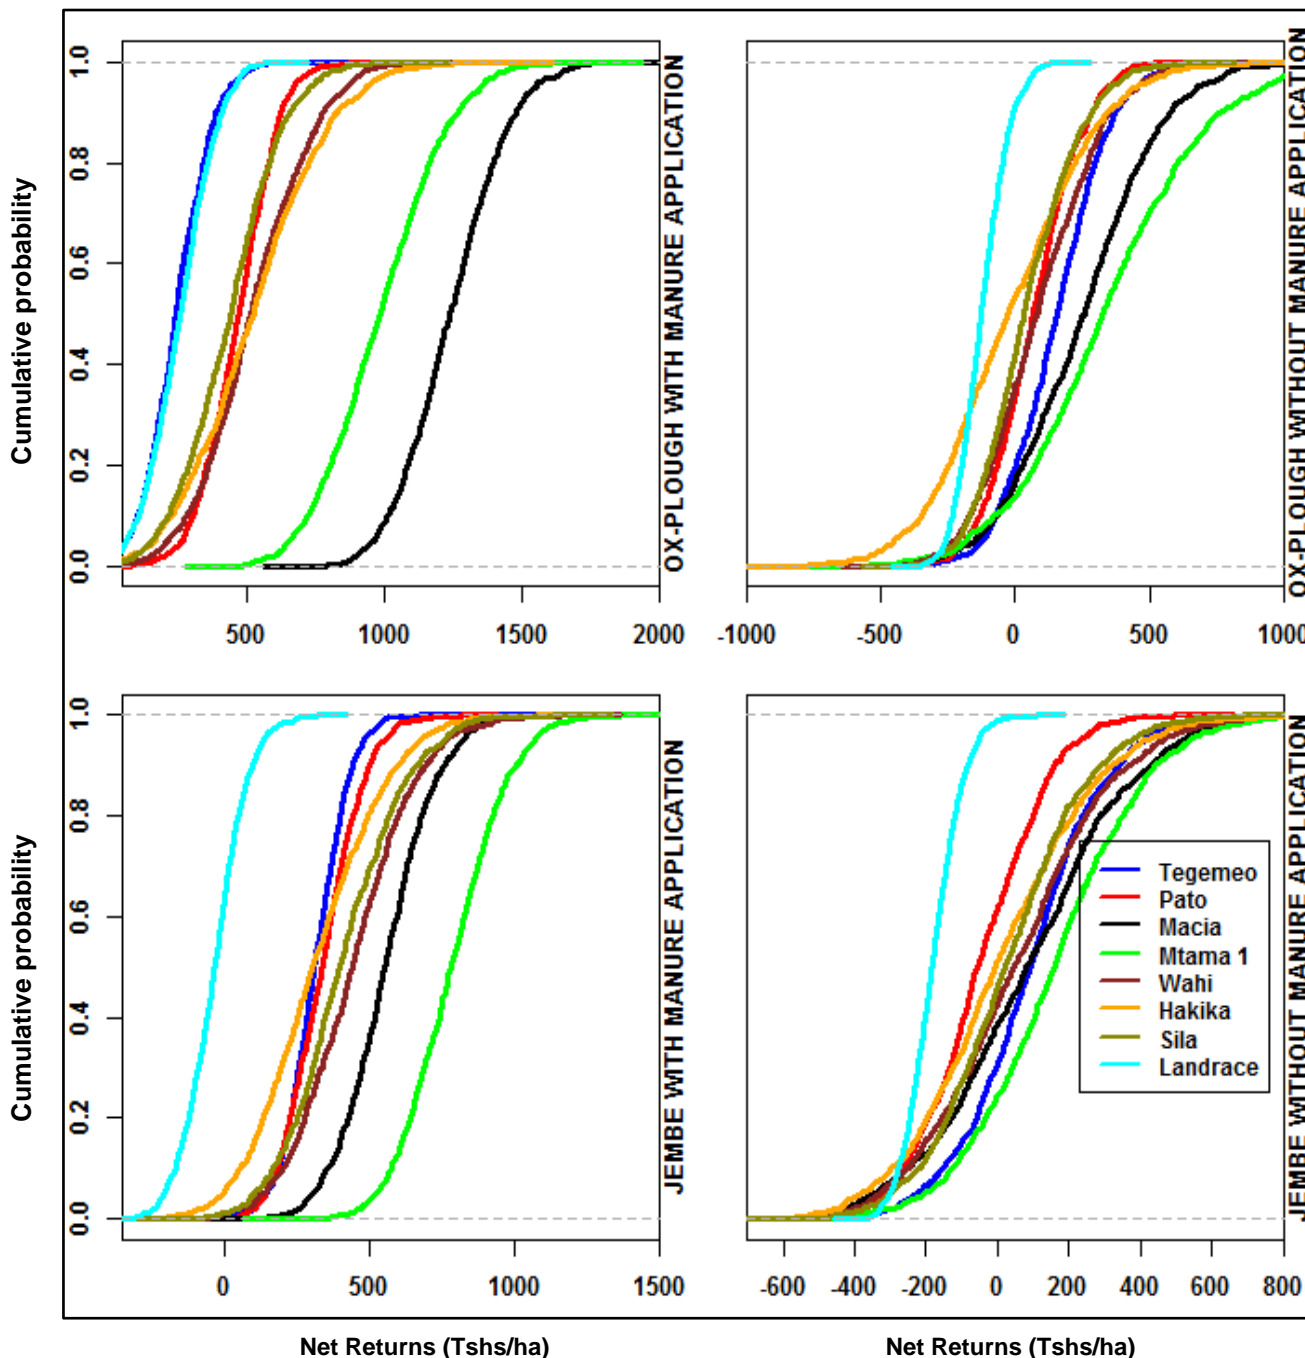 Cumulative probability
0.0 0.2 0.4 0.6 0.8 1.0
500 1000 1500 2000
OX-PLOUGH WITH MANURE APPLICATION
-1000 -500 0 500 1000
OX-PLOUGH WITHOUT MANURE APPLICATION
Cumulative probability
0.0 0.2 0.4 0.6 0.8 1.0
0 500 1000 1500
JEMBE WITH MANURE APPLICATION
Tegemeo
Pato
Macia
Mtama 1
Wahi
Hakika
Sila
Landrace
-600 -400 -200 0 200 400 600 800
JEMBE WITHOUT MANURE APPLICATION
Net Returns (Tshs/ha)
Net Returns (Tshs/ha)